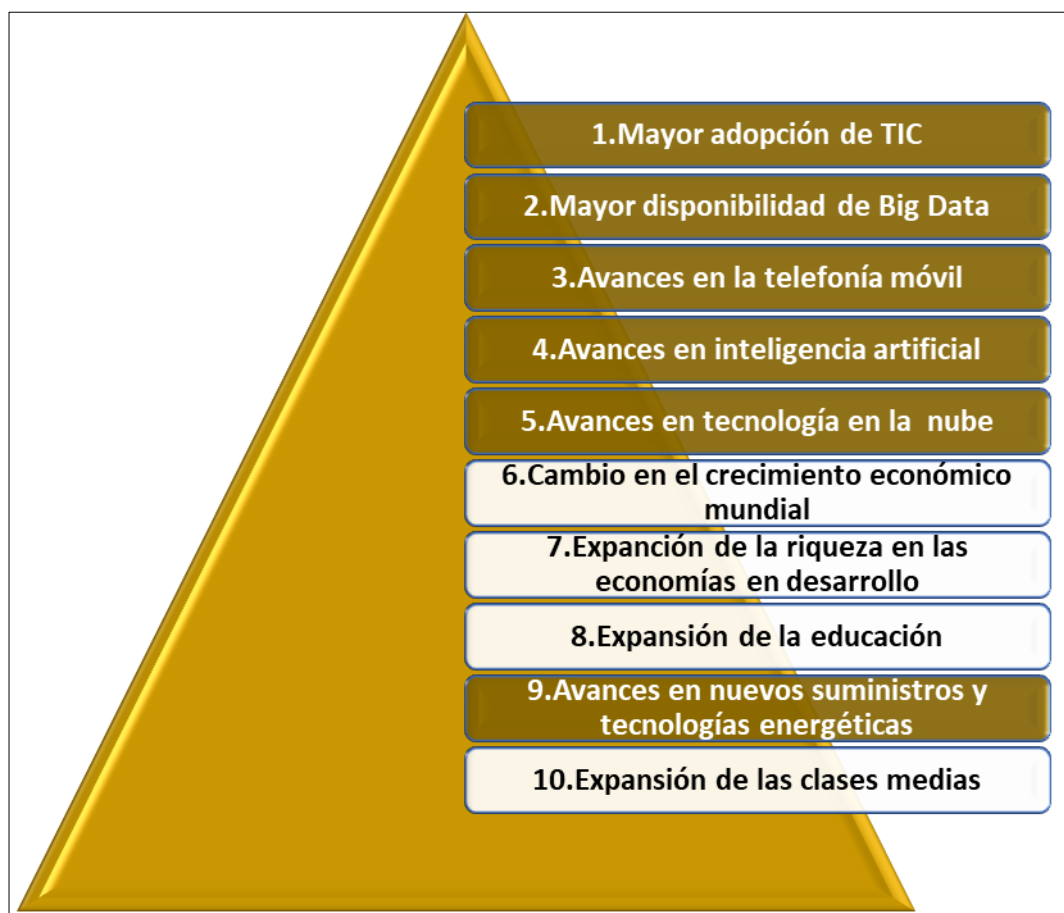 1.Mayor adopción de TIC
2.Mayor disponibilidad de Big Data
3.Avances en la telefonía móvil
4.Avances en inteligencia artificial
5.Avances en tecnología en la nube
6.Cambio en el crecimiento económico
mundial
7.Expanción de la riqueza en las
economías en desarrollo
8.Expansión de la educación
9.Avances en nuevos suministros y
tecnologías energéticas
10.Expansión de las clases medias